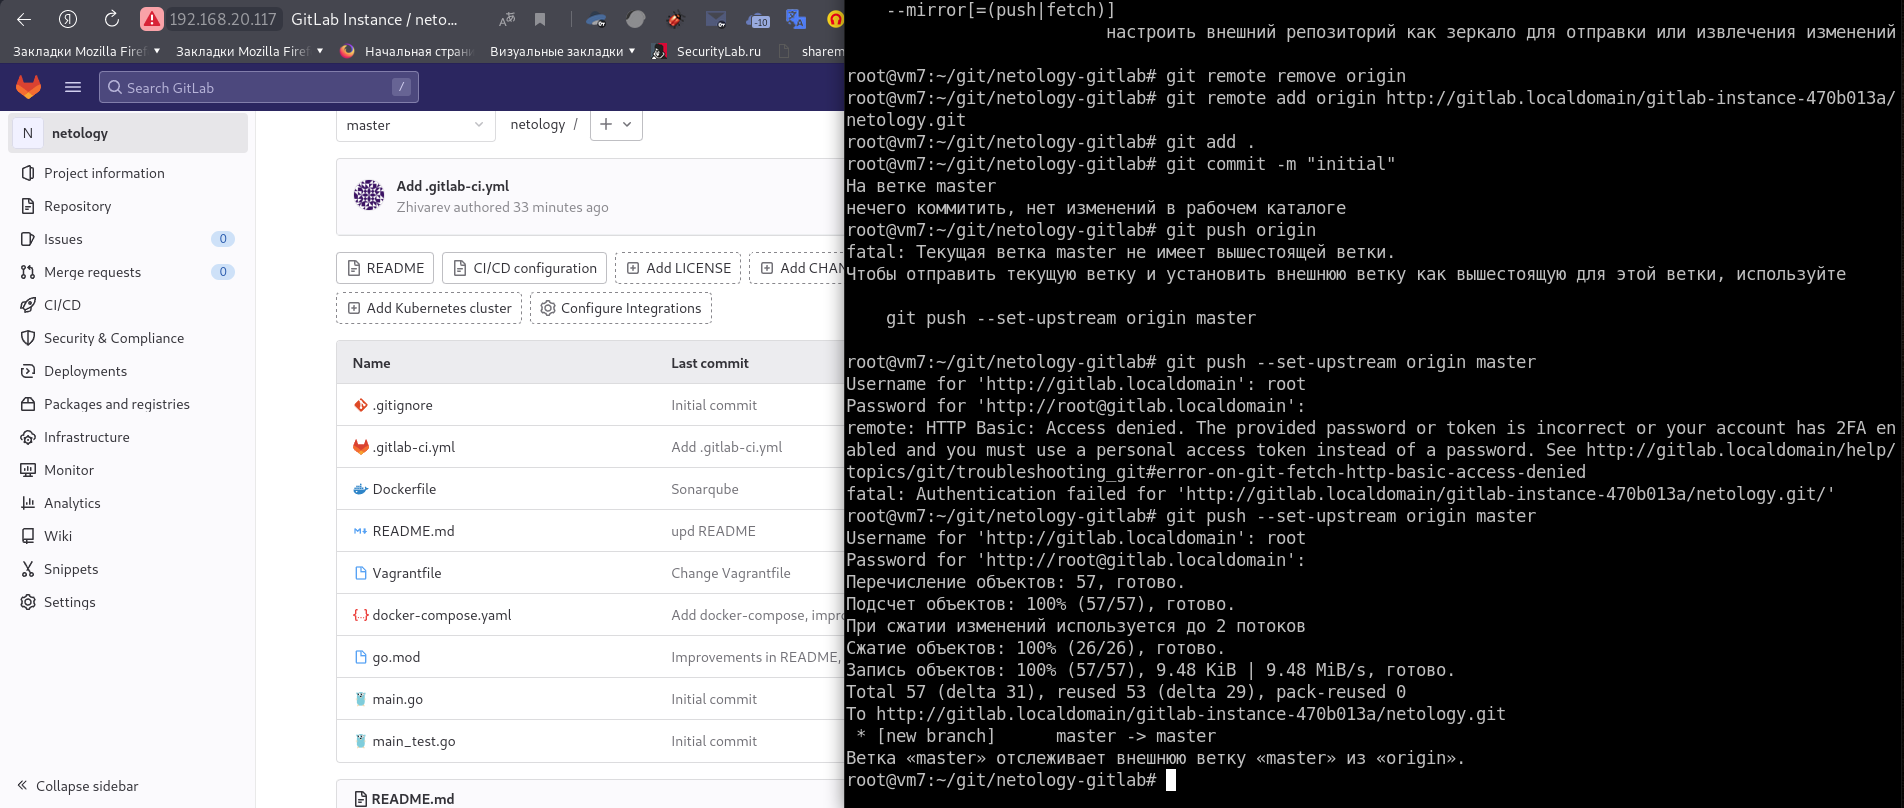 192.168.20.117 GitLab Instance / neto...
-10
Закладки Mozilla Firef
Закладки Mozilla Firef
Начальная стран
Визуальные закладки
SecurityLab.ru
sharem
Search GitLab /
N netology
Project information
Repository
Issues 0
Merge requests 0
CI/CD
Security & Compliance
Deployments
Packages and registries
Infrastructure
Monitor
Analytics
Wiki
Snippets
Settings
Collapse sidebar
master netology / +
Add .gitlab-ci.yml
Zhivarev authored 33 minutes ago
README CI/CD configuration Add LICENSE Add CHAN
Add Kubernetes cluster Configure Integrations
Name Last commit
.gitignore Initial commit
.gitlab-ci.yml Add .gitlab-ci.yml
Dockerfile Sonarqube
README.md upd README
Vagrantfile Change Vagrantfile
docker-compose.yaml Add docker-compose, impro
go.mod Improvements in README,
main.go Initial commit
main_test.go Initial commit
README.md
--mirror[=(push|fetch)]
настроить внешний репозиторий как зеркало для отправки или извлечения изменений
root@vm7:~/git/netology-gitlab# git remote remove origin
root@vm7:~/git/netology-gitlab# git remote add origin http://gitlab.localdomain/gitlab-instance-470b013a/
netology.git
root@vm7:~/git/netology-gitlab# git add .
root@vm7:~/git/netology-gitlab# git commit -m "initial"
На ветке master
нечего коммитить, нет изменений в рабочем каталоге
root@vm7:~/git/netology-gitlab# git push origin
fatal: Текущая ветка master не имеет вышестоящей ветки.
Чтобы отправить текущую ветку и установить внешнюю ветку как вышестоящую для этой ветки, используйте
git push --set-upstream origin master
root@vm7:~/git/netology-gitlab# git push --set-upstream origin master
Username for 'http://gitlab.localdomain': root
Password for 'http://root@gitlab.localdomain':
remote: HTTP Basic: Access denied. The provided password or token is incorrect or your account has 2FA en
abled and you must use a personal access token instead of a password. See http://gitlab.localdomain/help/
topics/git/troubleshooting_git#error-on-git-fetch-http-basic-access-denied
fatal: Authentication failed for 'http://gitlab.localdomain/gitlab-instance-470b013a/netology.git/'
root@vm7:~/git/netology-gitlab# git push --set-upstream origin master
Username for 'http://gitlab.localdomain': root
Password for 'http://root@gitlab.localdomain':
Перечисление объектов: 57, готово.
Подсчет объектов: 100% (57/57), готово.
При сжатии изменений используется до 2 потоков
Сжатие объектов: 100% (26/26), готово.
Запись объектов: 100% (57/57), 9.48 KiB | 9.48 MiB/s, готово.
Total 57 (delta 31), reused 53 (delta 29), pack-reused 0
To http://gitlab.localdomain/gitlab-instance-470b013a/netology.git
* [new branch] master -> master
Ветка «master» отслеживает внешнюю ветку «master» из «origin».
root@vm7:~/git/netology-gitlab#